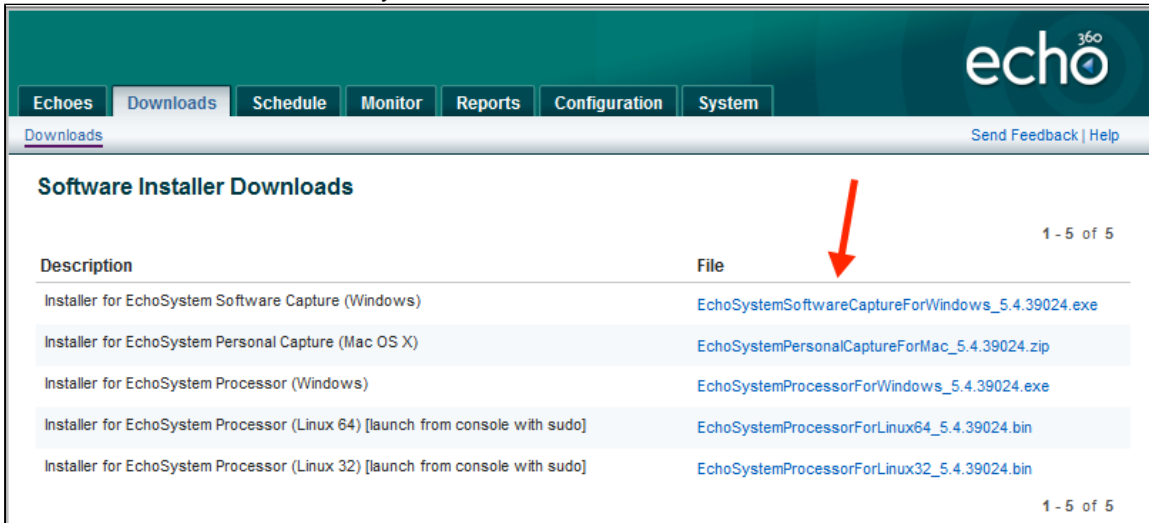 echo360
Echoes Downloads Schedule Monitor Reports Configuration System
Downloads Send Feedback | Help
Software Installer Downloads
1 - 5 of 5
Description File
Installer for EchoSystem Software Capture (Windows) EchoSystemSoftwareCaptureForWindows_5.4.39024.exe
Installer for EchoSystem Personal Capture (Mac OS X) EchoSystemPersonalCaptureForMac_5.4.39024.zip
Installer for EchoSystem Processor (Windows) EchoSystemProcessorForWindows_5.4.39024.exe
Installer for EchoSystem Processor (Linux 64) [launch from console with sudo] EchoSystemProcessorForLinux64_5.4.39024.bin
Installer for EchoSystem Processor (Linux 32) [launch from console with sudo] EchoSystemProcessorForLinux32_5.4.39024.bin
1 - 5 of 5